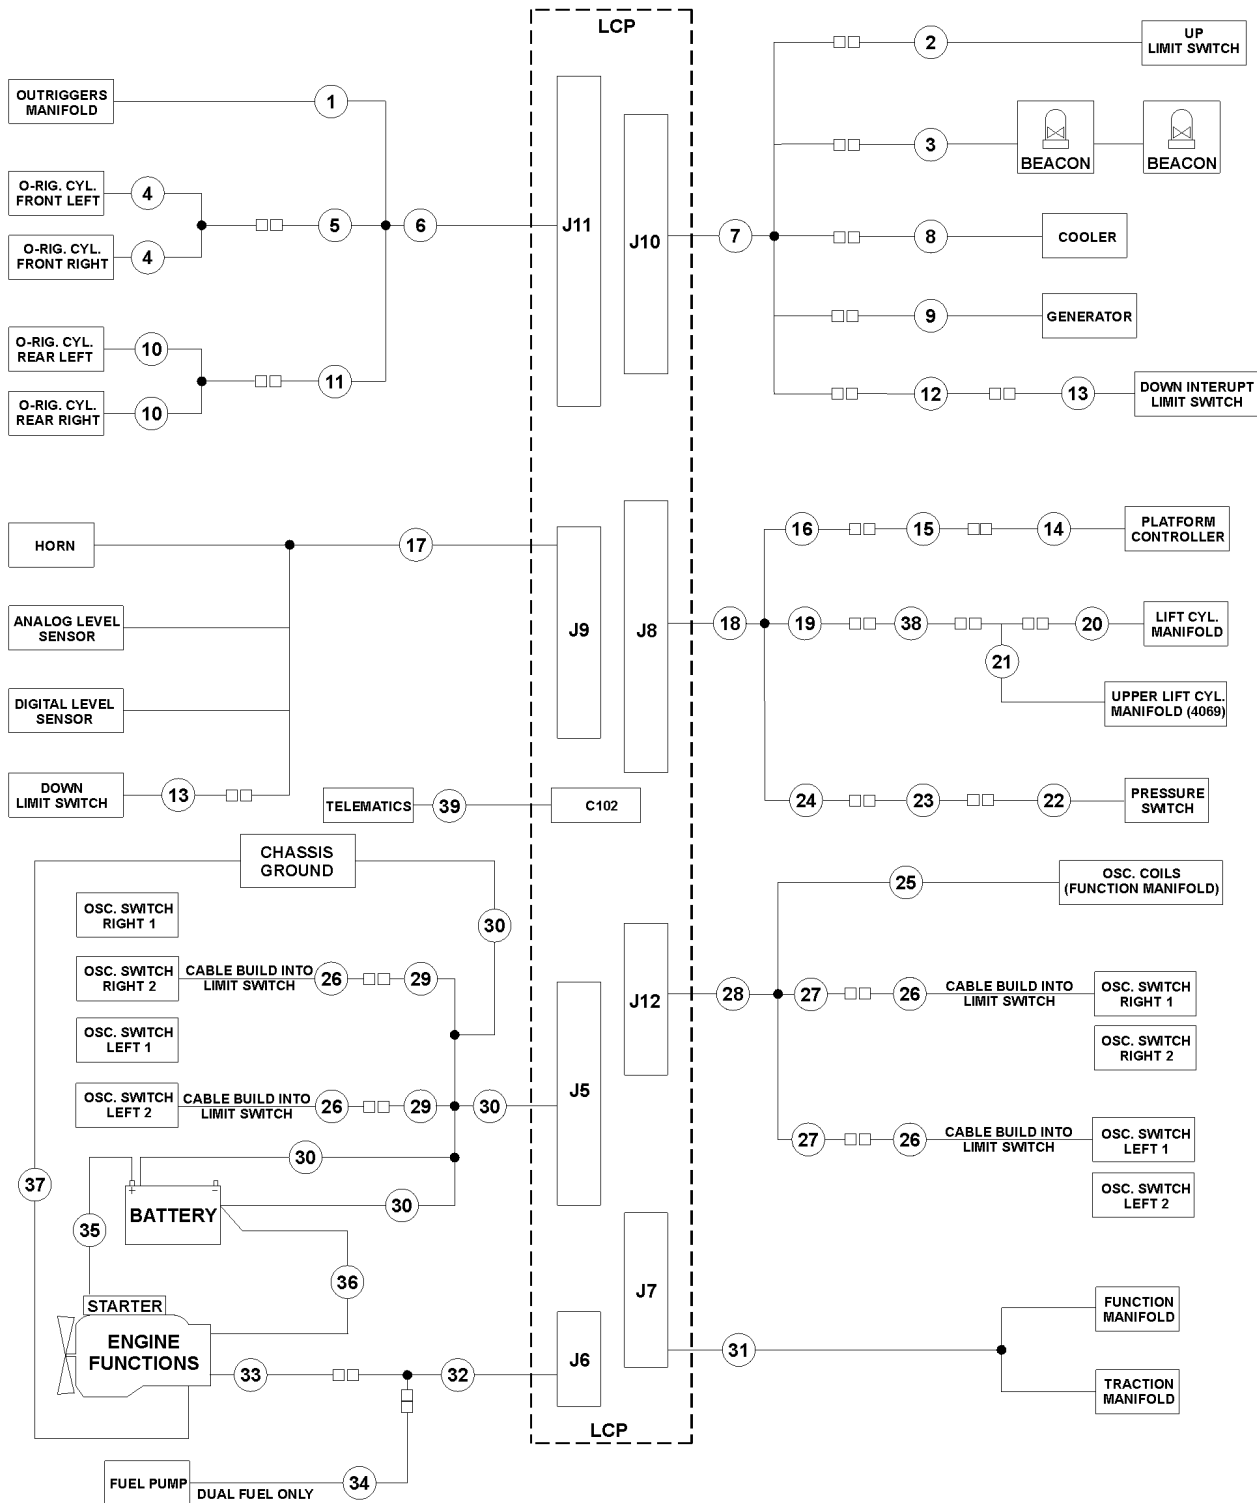 LCP
2
UP
LIMIT SWITCH
OUTRIGGERS
MANIFOLD
1
3
BEACON
BEACON
O-RIG. CYL.
FRONT LEFT
4
5
6
J11
J10
7
8
COOLER
O-RIG. CYL.
FRONT RIGHT
4
9
GENERATOR
O-RIG. CYL.
REAR LEFT
10
11
12
13
DOWN INTERUPT
LIMIT SWITCH
O-RIG. CYL.
REAR RIGHT
10
16
15
14
PLATFORM
CONTROLLER
HORN
17
J9
J8
18
19
38
20
LIFT CYL.
MANIFOLD
ANALOG LEVEL
SENSOR
21
DIGITAL LEVEL
SENSOR
UPPER LIFT CYL.
MANIFOLD (4069)
DOWN
LIMIT SWITCH
13
TELEMATICS
39
C102
24
23
22
PRESSURE
SWITCH
CHASSIS
GROUND
25
OSC. COILS
(FUNCTION MANIFOLD)
OSC. SWITCH
RIGHT 1
30
OSC. SWITCH
RIGHT 2
CABLE BUILD INTO
LIMIT SWITCH
26
29
J12
28
27
26
CABLE BUILD INTO
LIMIT SWITCH
OSC. SWITCH
RIGHT 1
OSC. SWITCH
LEFT 1
OSC. SWITCH
RIGHT 2
OSC. SWITCH
LEFT 2
CABLE BUILD INTO
LIMIT SWITCH
26
29
30
J5
27
26
CABLE BUILD INTO
LIMIT SWITCH
OSC. SWITCH
LEFT 1
30
37
OSC. SWITCH
LEFT 2
+ −
BATTERY
30
35
36
J7
STARTER
ENGINE
FUNCTIONS
FUNCTION
MANIFOLD
33
32
J6
31
TRACTION
MANIFOLD
LCP
FUEL PUMP
DUAL FUEL ONLY
34